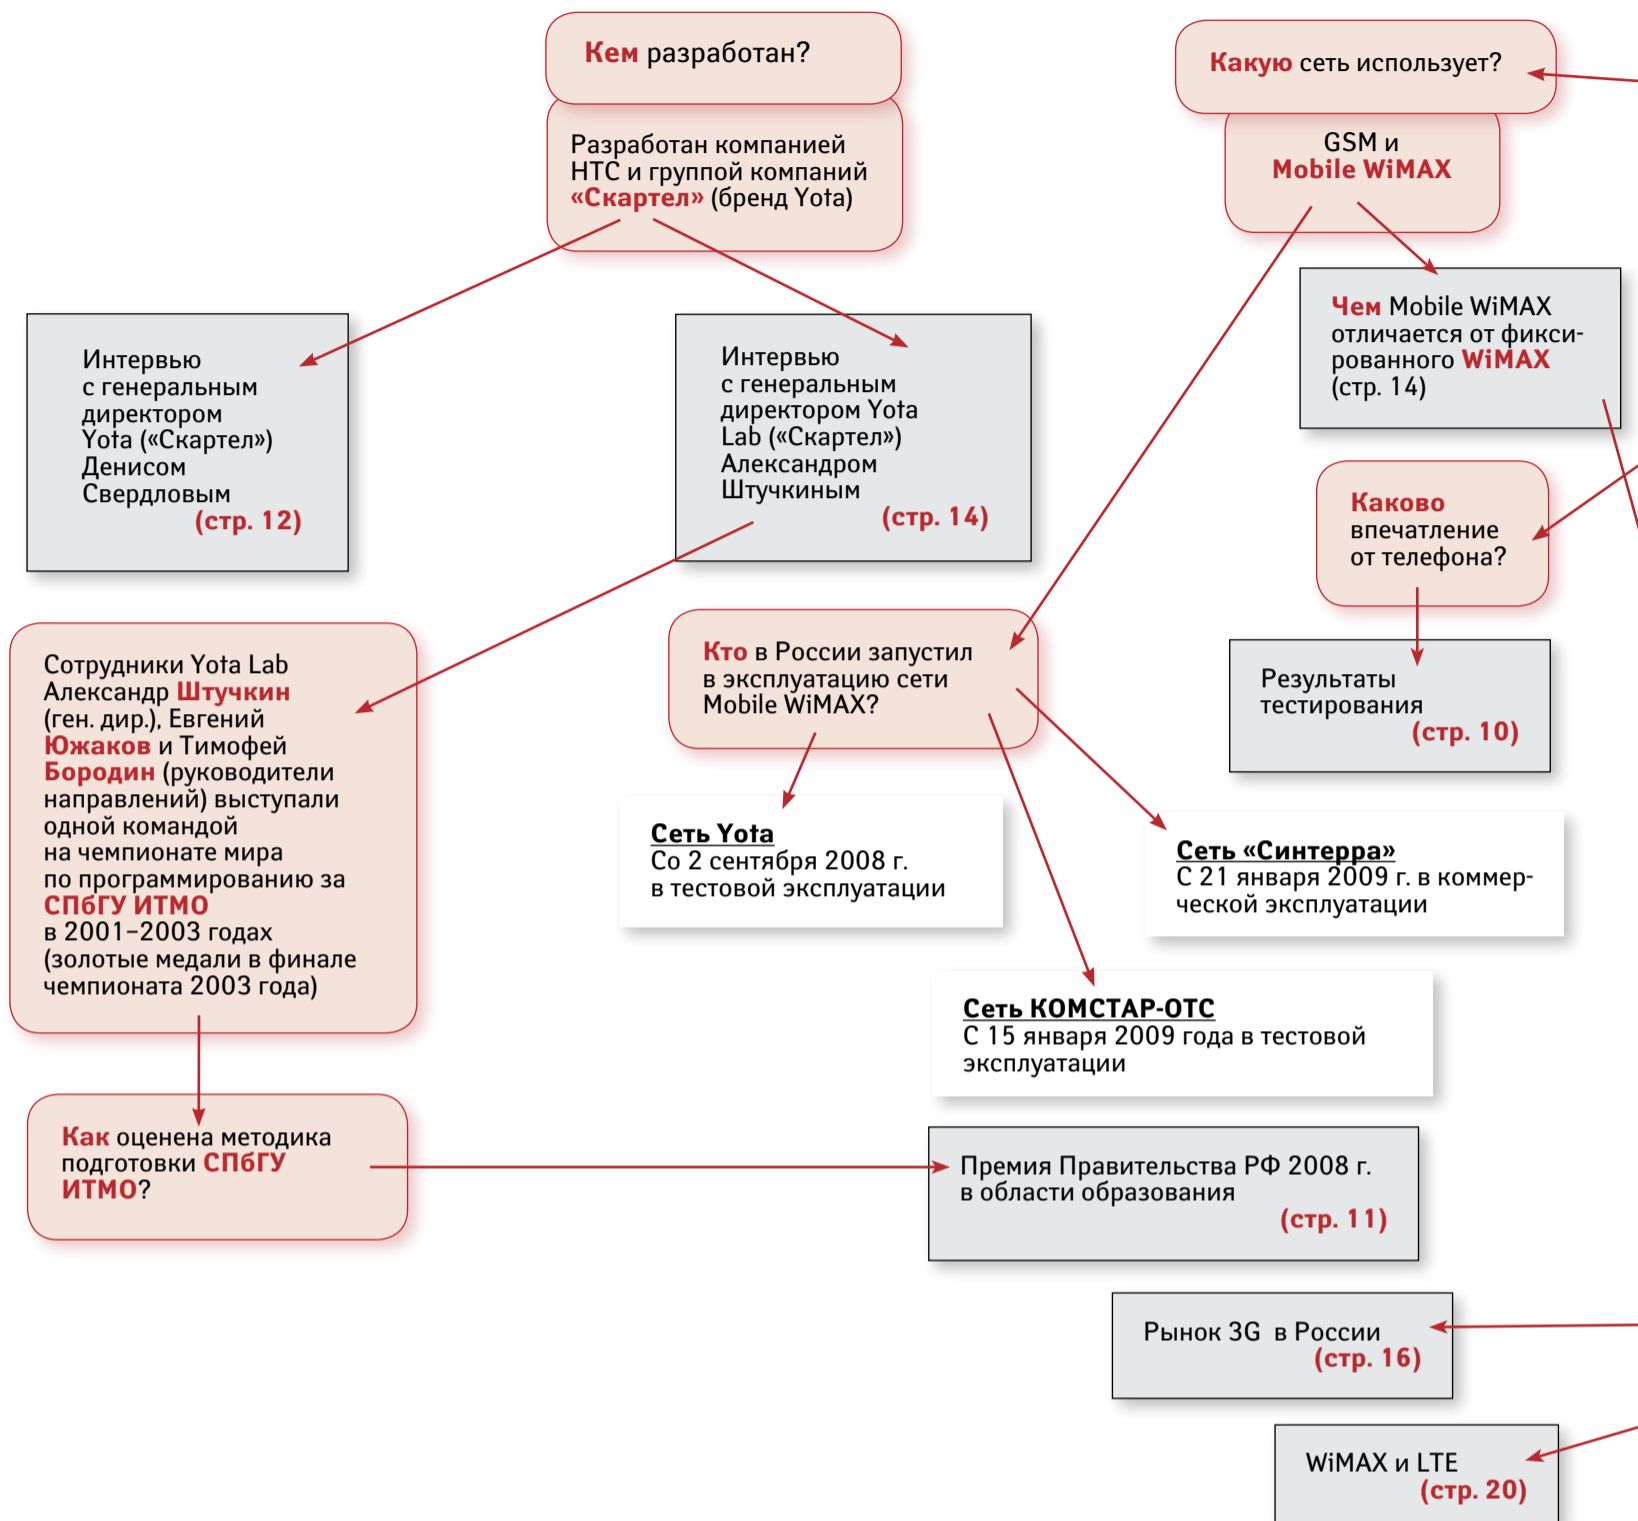 Кем разработан?
Разработан компанией
HTC и группой компаний
«Скартел» (бренд Yota)
Какую сеть использует?
GSM и
Mobile WiMAX
Чем Mobile WiMAX
отличается от фикси-
рованного WiMAX
(стр. 14)
Интервью
с генеральным
директором
Yota («Скартел»)
Денисом
Свердловым
(стр. 12)
Интервью
с генеральным
директором Yota
Lab («Скартел»)
Александром
Штучкиным
(стр. 14)
Каково
впечатление
от телефона?
Результаты
тестирования
(стр. 10)
Сотрудники Yota Lab
Александр Штучкин
(ген. дир.), Евгений
Южаков и Тимофей
Бородин (руководители
направлений) выступали
одной командой
на чемпионате мира
по программированию за
СПбГУ ИТМО
в 2001–2003 годах
(золотые медали в финале
чемпионата 2003 года)
Кто в России запустил
в эксплуатацию сети
Mobile WiMAX?
Сеть Yota
Со 2 сентября 2008 г.
в тестовой эксплуатации
Сеть «Синтерра»
С 21 января 2009 г. в коммер-
ческой эксплуатации
Сеть КОМСТАР-ОТС
С 15 января 2009 года в тестовой
эксплуатации
Как оценена методика
подготовки СПбГУ
ИТМО?
Премия Правительства РФ 2008 г.
в области образования
(стр. 11)
Рынок 3G в России
(стр. 16)
WiMAX и LTE
(стр. 20)